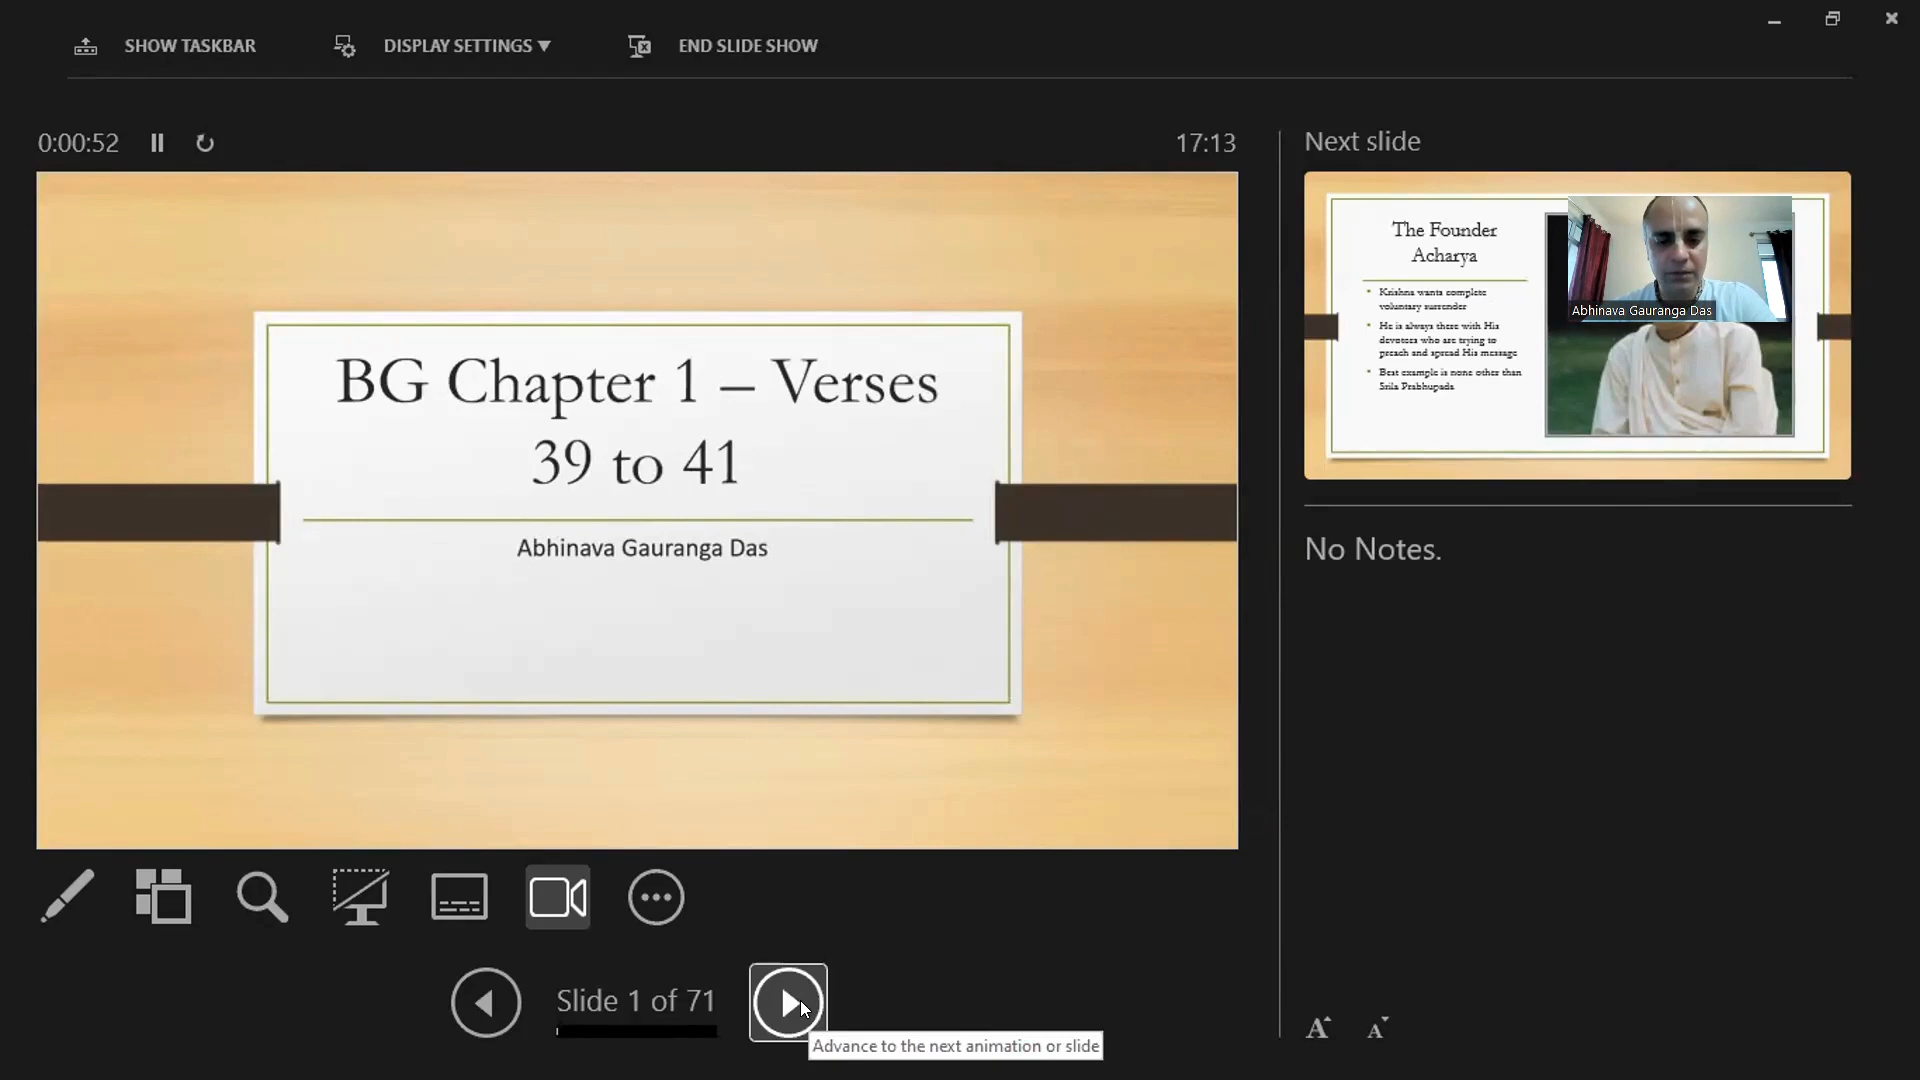 SHOW TASKBAR
DISPLAY SETTINGS ▼
END SLIDE SHOW
0:00:52
17:13
Next slide
BG Chapter 1 – Verses
39 to 41
Abhinava Gauranga Das
The Founder
Acharya
• Krishna wants complete
voluntary surrender
• He is always there with His
devotees who are trying to
preach and spread His message
• Best example is none other than
Srila Prabhupada
Abhinava Gauranga Das
No Notes.
Slide 1 of 71
Advance to the next animation or slide
A A